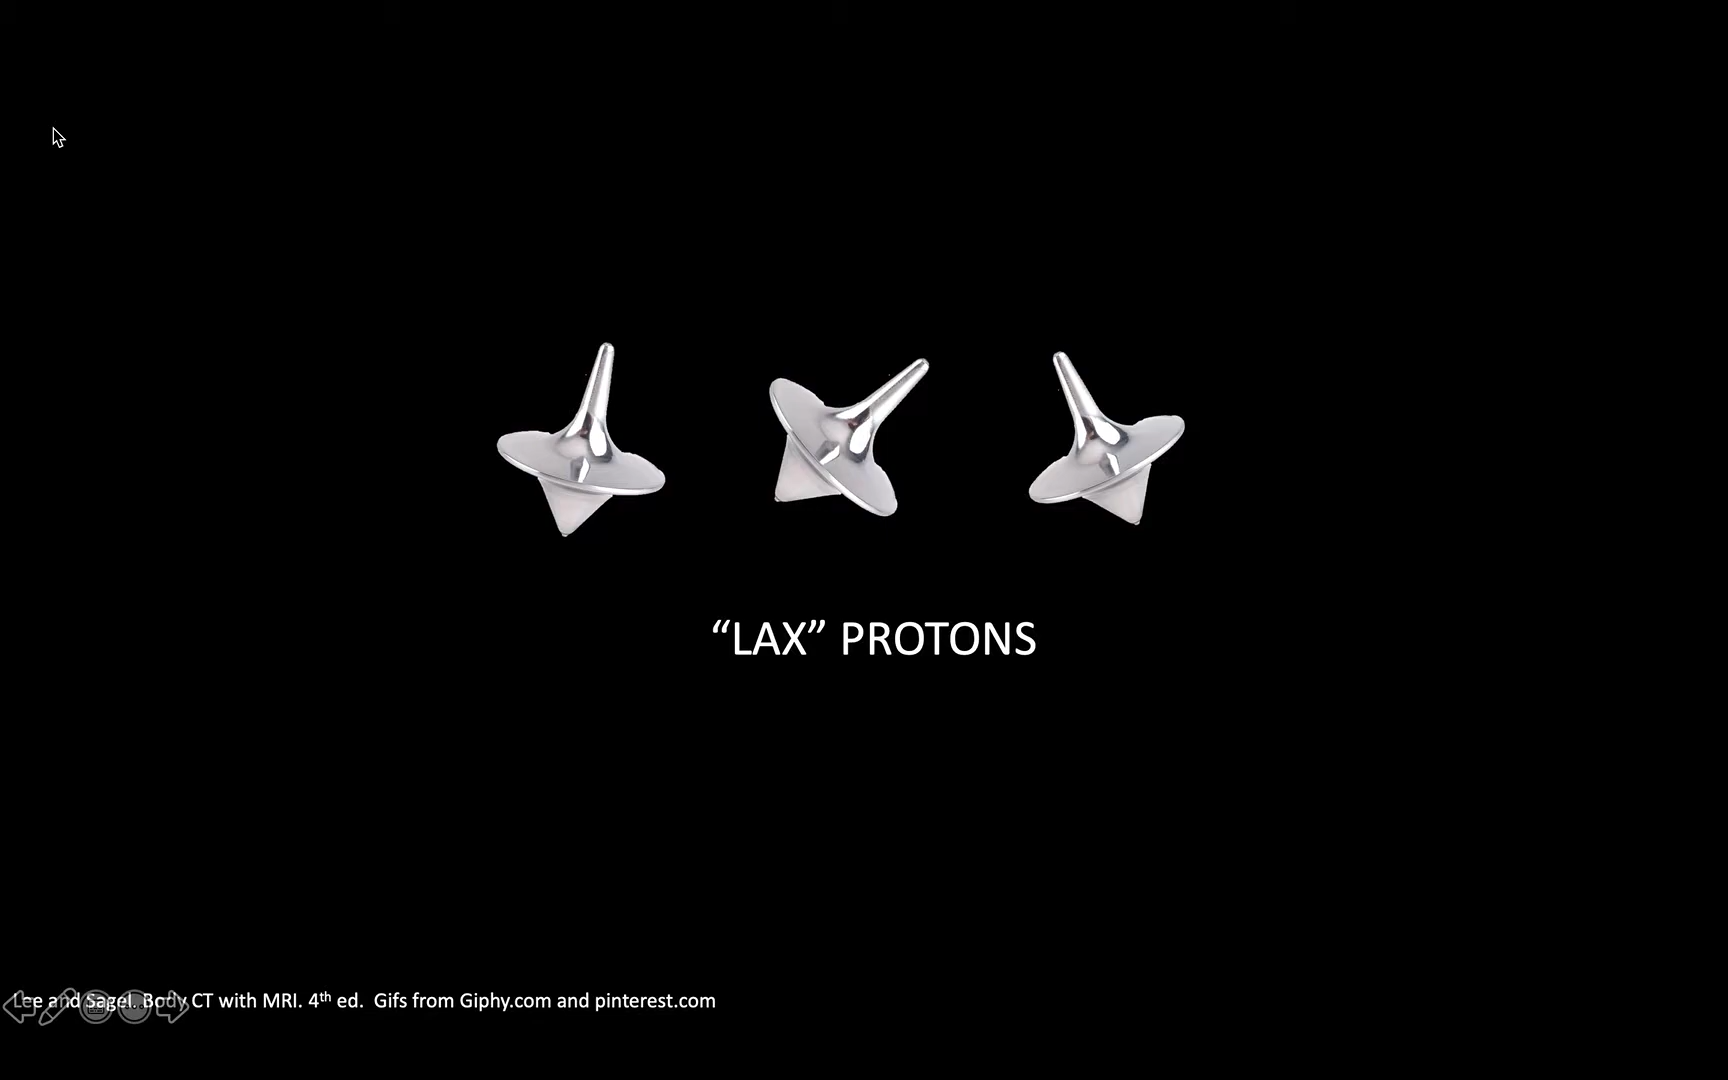 “LAX” PROTONS
Lee and Sagel. Body CT with MRI. 4th ed. Gifs from Giphy.com and pinterest.com